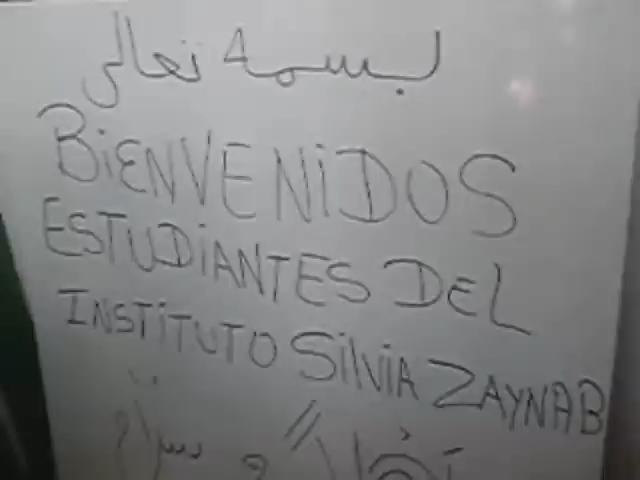 بسمه تعالى
BiENVENiDOS
ESTUDiANTES DEL
INSTiTUTO SiLViA ZAYNAB